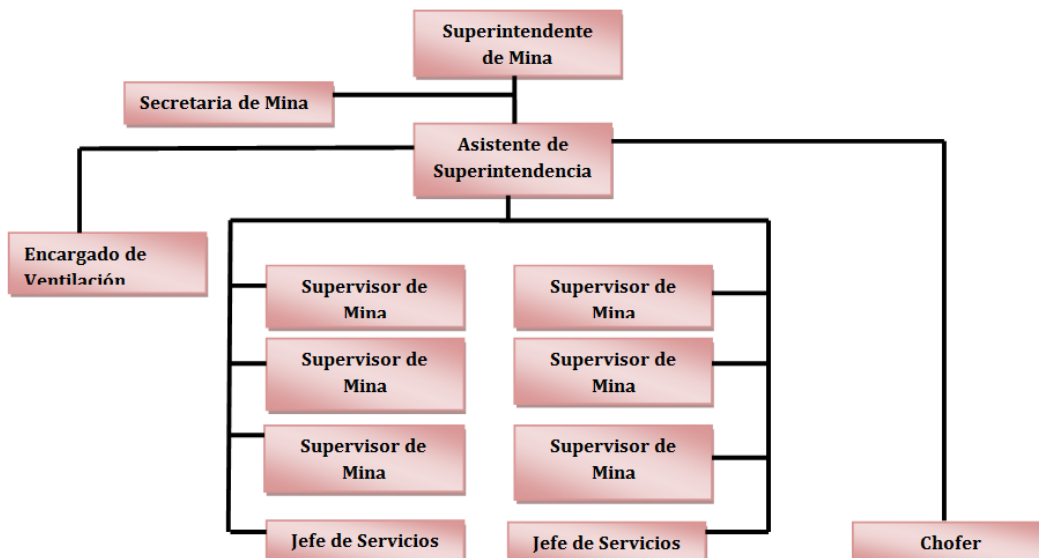 Superintendente
de Mina
Secretaria de Mina
Asistente de
Superintendencia
Encargado de
Ventilación
Supervisor de
Mina
Supervisor de
Mina
Supervisor de
Mina
Supervisor de
Mina
Supervisor de
Mina
Supervisor de
Mina
Jefe de Servicios
Jefe de Servicios
Chofer